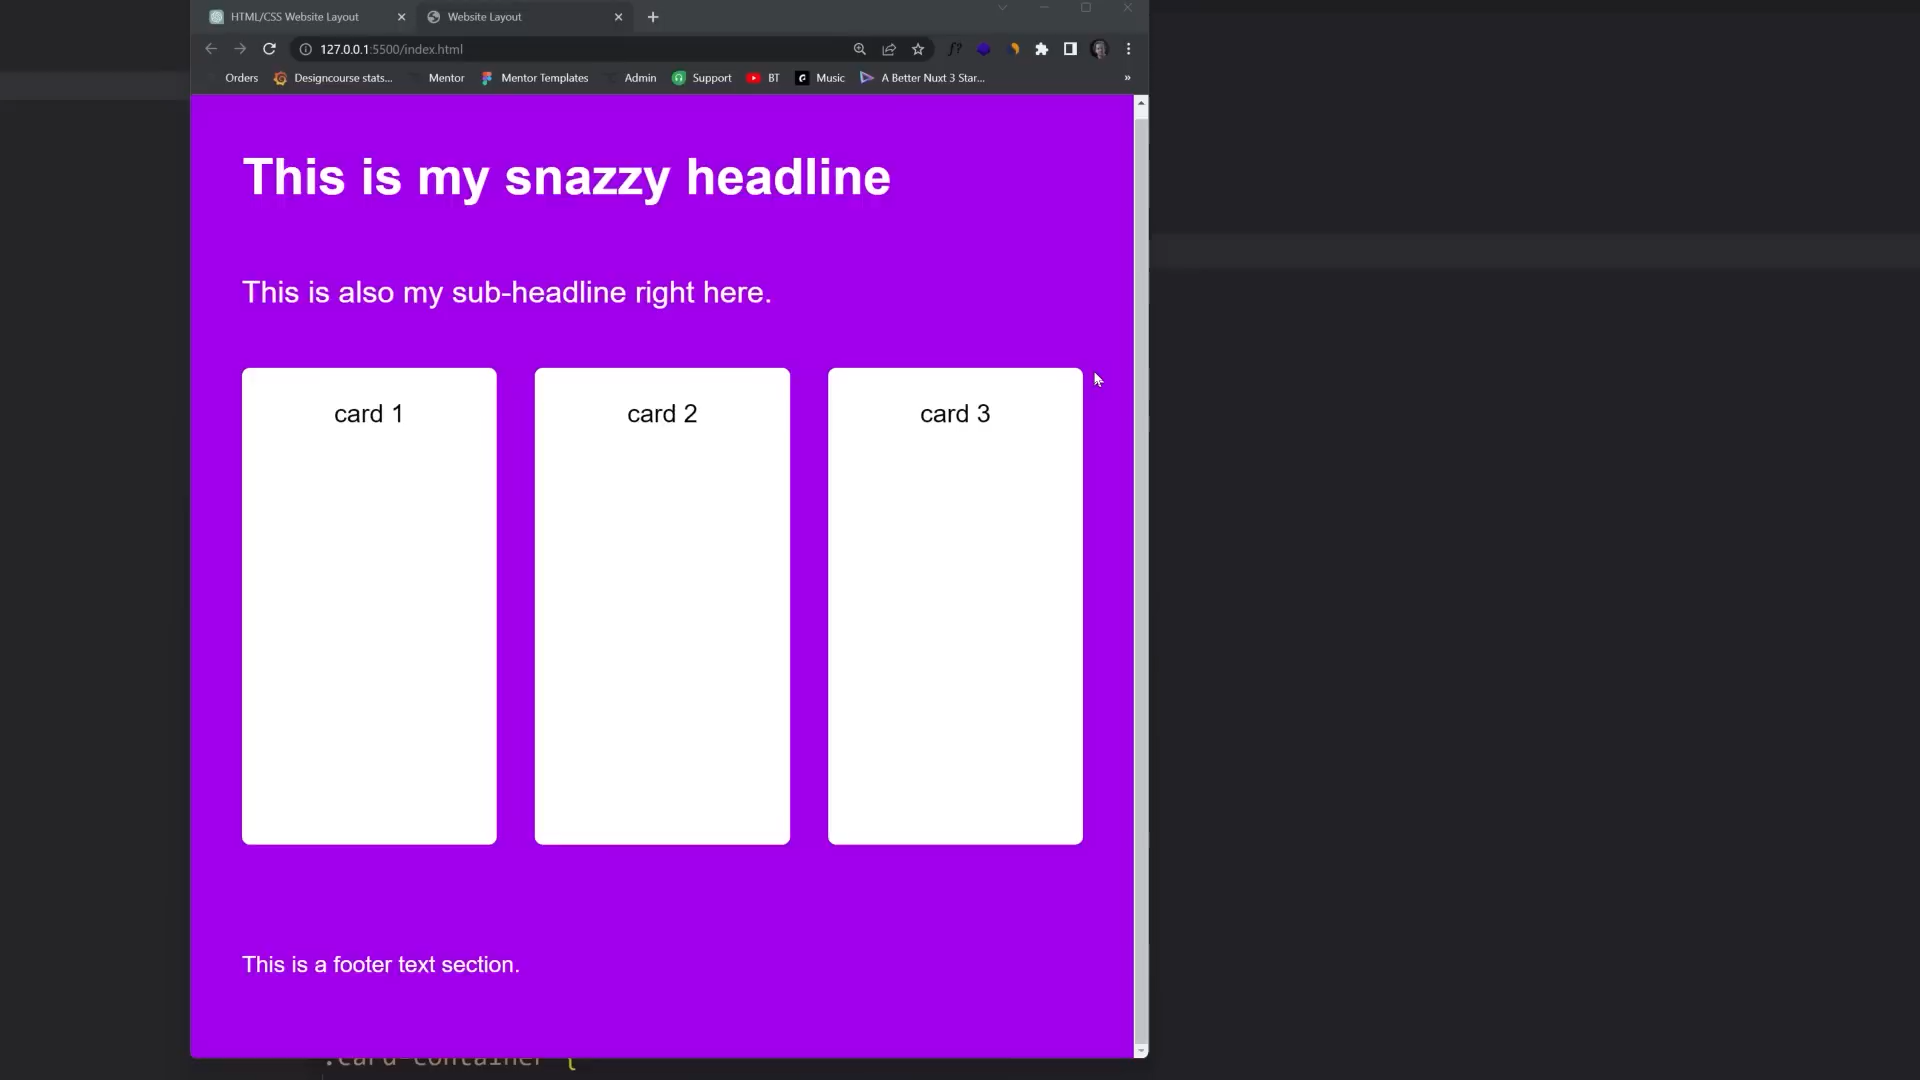 HTML/CSS Website Layout
Website Layout
127.0.0.1:5500/index.html
f?
Orders
Designcourse stats...
Mentor
Mentor Templates
Admin
Support
BT
Music
A Better Nuxt 3 Star...
»
This is my snazzy headline
This is also my sub-headline right here.
card 1
card 2
card 3
This is a footer text section.
.card-container {